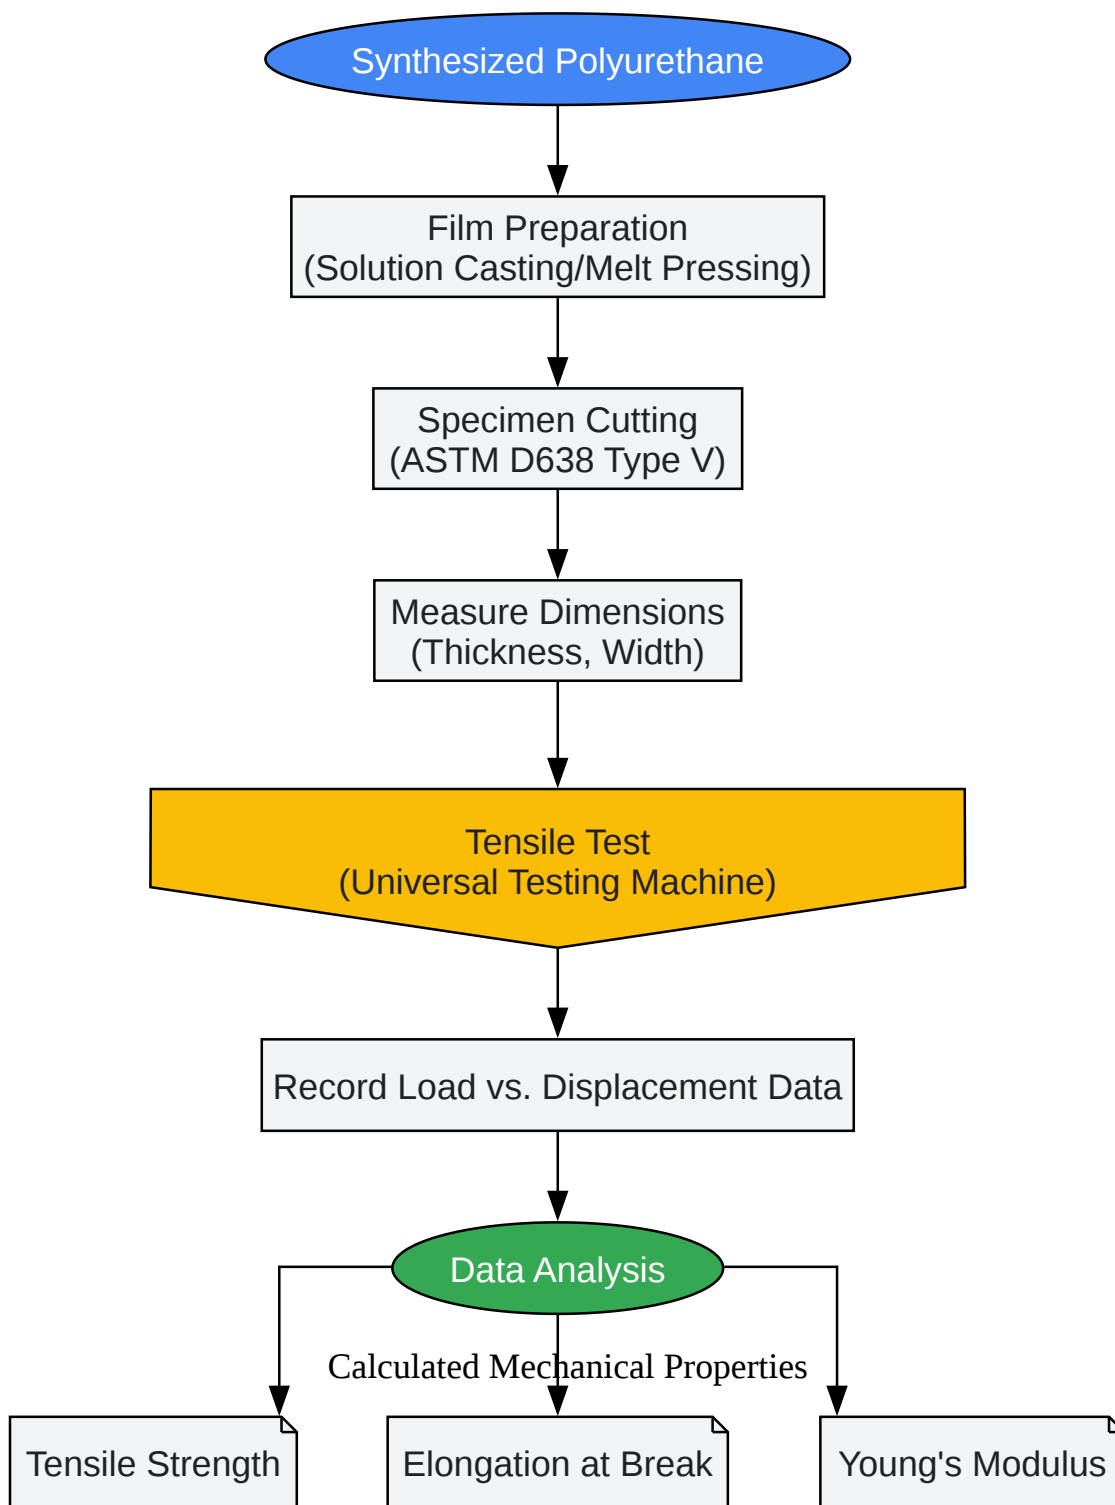 Synthesized Polyurethane
Film Preparation
(Solution Casting/Melt Pressing)
Specimen Cutting
(ASTM D638 Type V)
Measure Dimensions
(Thickness, Width)
Tensile Test
(Universal Testing Machine)
Record Load vs. Displacement Data
Data Analysis
Calculated Mechanical Properties
Tensile Strength
Elongation at Break
Young's Modulus